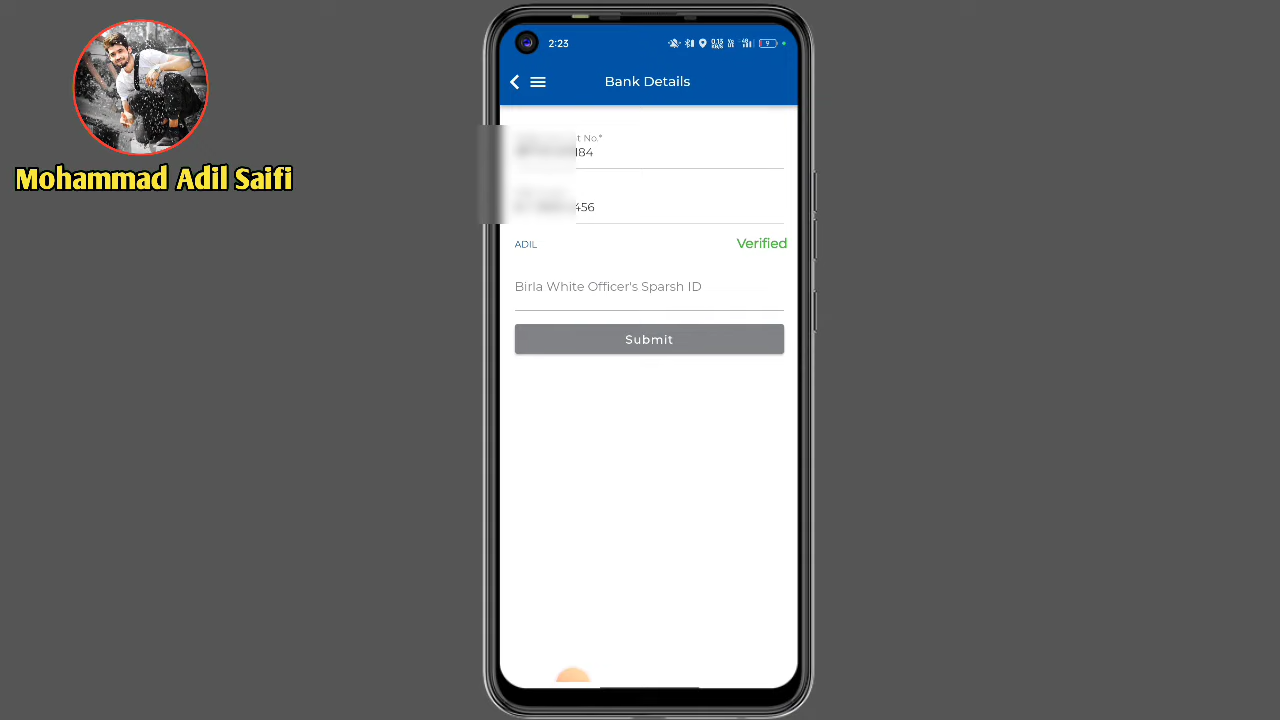 Mohammad Adil Saifi
2:23
Bank Details
t No.*
184
456
ADIL
Verified
Birla White Officer's Sparsh ID
Submit